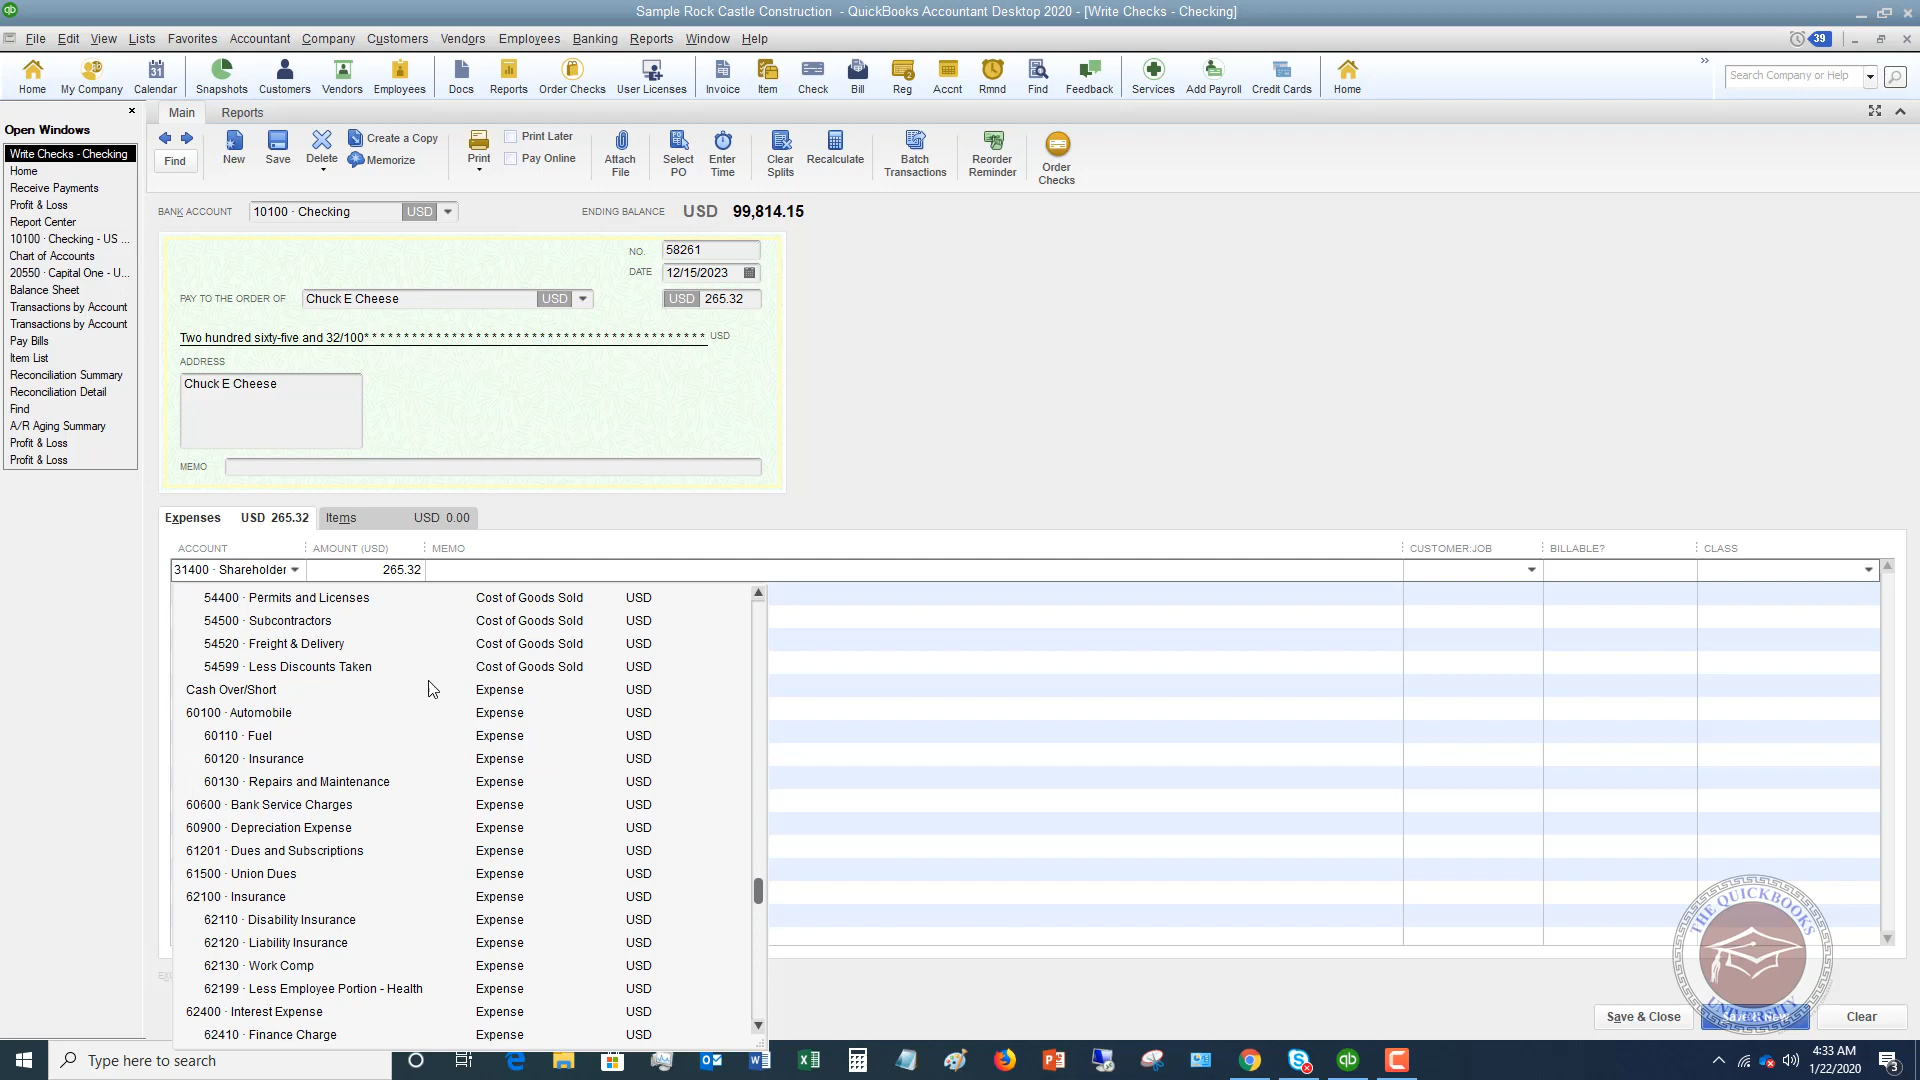 Sample Rock Castle Construction - QuickBooks Accountant Desktop 2020 - [Write Checks - Checking]
File Edit View Lists Favorites Accountant Company Customers Vendors Employees Banking Reports Window Help
39
Home My Company Calendar Snapshots Customers Vendors Employees Docs Reports Order Checks User Licenses Invoice Item Check Bill Reg Accnt Rmnd Find Feedback Services Add Payroll Credit Cards Home
31
Search Company or Help
Open Windows
Write Checks - Checking
Home
Receive Payments
Profit & Loss
Report Center
10100 · Checking - US ...
Chart of Accounts
20550 · Capital One - U...
Balance Sheet
Transactions by Account
Transactions by Account
Pay Bills
Item List
Reconciliation Summary
Reconciliation Detail
Find
A/R Aging Summary
Profit & Loss
Profit & Loss
Main Reports
Find
New
Save
Delete
Create a Copy
Memorize
Print
Print Later
Pay Online
Attach File
Select PO
Enter Time
Clear Splits
Recalculate
Batch Transactions
Reorder Reminder
Order Checks
BANK ACCOUNT 10100 · Checking USD ENDING BALANCE USD 99,814.15
NO. 58261
DATE 12/15/2023
PAY TO THE ORDER OF Chuck E Cheese USD USD 265.32
Two hundred sixty-five and 32/100* * * * * * * * * * * * * * * * * * * * * * * * * * * * * * * * * * * * * * * * * USD
ADDRESS
Chuck E Cheese
MEMO
Expenses USD 265.32 Items USD 0.00
ACCOUNT AMOUNT (USD) MEMO CUSTOMER:JOB BILLABLE? CLASS
31400 · Shareholder 265.32
54400 · Permits and Licenses Cost of Goods Sold USD
54500 · Subcontractors Cost of Goods Sold USD
54520 · Freight & Delivery Cost of Goods Sold USD
54599 · Less Discounts Taken Cost of Goods Sold USD
Cash Over/Short Expense USD
60100 · Automobile Expense USD
60110 · Fuel Expense USD
60120 · Insurance Expense USD
60130 · Repairs and Maintenance Expense USD
60600 · Bank Service Charges Expense USD
60900 · Depreciation Expense Expense USD
61201 · Dues and Subscriptions Expense USD
61500 · Union Dues Expense USD
62100 · Insurance Expense USD
62110 · Disability Insurance Expense USD
62120 · Liability Insurance Expense USD
62130 · Work Comp Expense USD
62199 · Less Employee Portion - Health Expense USD
62400 · Interest Expense Expense USD
62410 · Finance Charge Expense USD
THE QUICKBOOKS
UNIVERSITY
Save & Close Clear
Type here to search
4:33 AM
1/22/2020
3